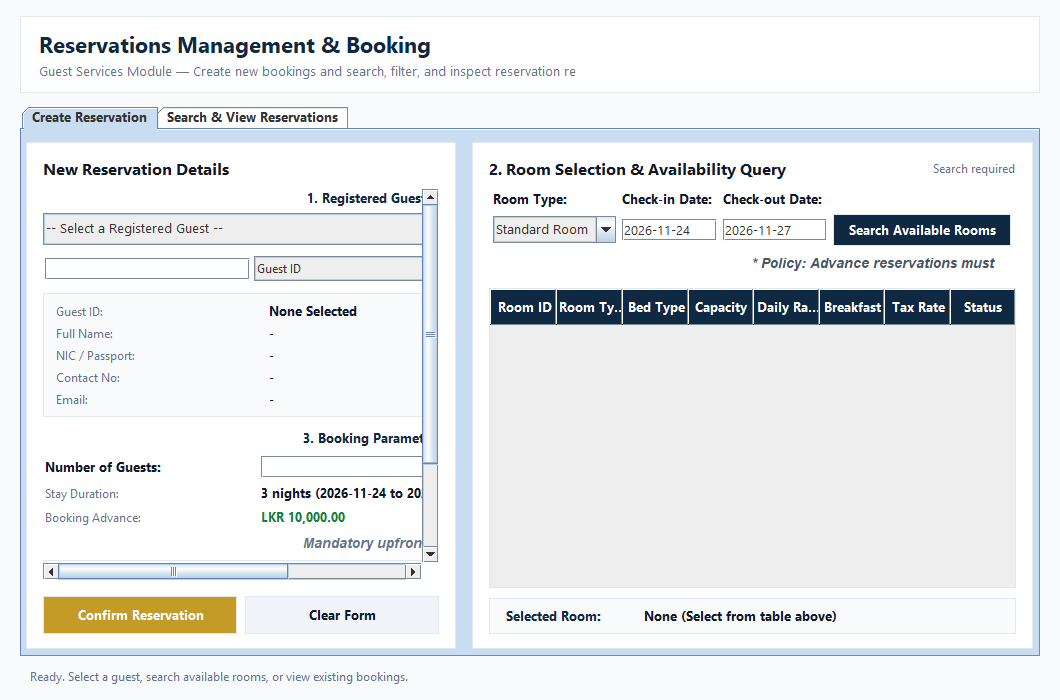 Reservations Management & Booking
Guest Services Module — Create new bookings and search, filter, and inspect reservation re
Create Reservation
Search & View Reservations
New Reservation Details
1. Registered Gues
-- Select a Registered Guest --
Guest ID
Guest ID: None Selected
Full Name: -
NIC / Passport: -
Contact No: -
Email: -
3. Booking Paramet
Number of Guests:
Stay Duration: 3 nights (2026-11-24 to 20
Booking Advance: LKR 10,000.00
Mandatory upfron
Confirm Reservation
Clear Form
2. Room Selection & Availability Query
Search required
Room Type: Check-in Date: Check-out Date:
Standard Room 2026-11-24 2026-11-27 Search Available Rooms
* Policy: Advance reservations must
Room ID Room Ty... Bed Type Capacity Daily Ra... Breakfast Tax Rate Status
Selected Room: None (Select from table above)
Ready. Select a guest, search available rooms, or view existing bookings.